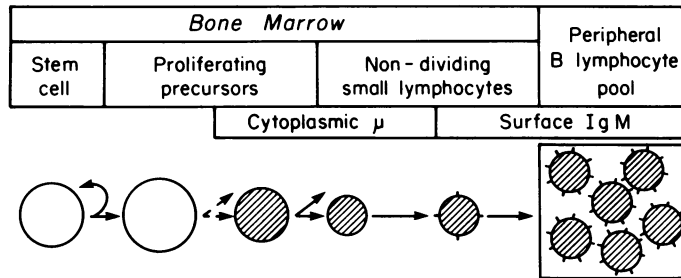 Bone Marrow
Peripheral
B lymphocyte
pool
Stem
cell
Proliferating
precursors
Non-dividing
small lymphocytes
Cytoplasmic μ
Surface IgM